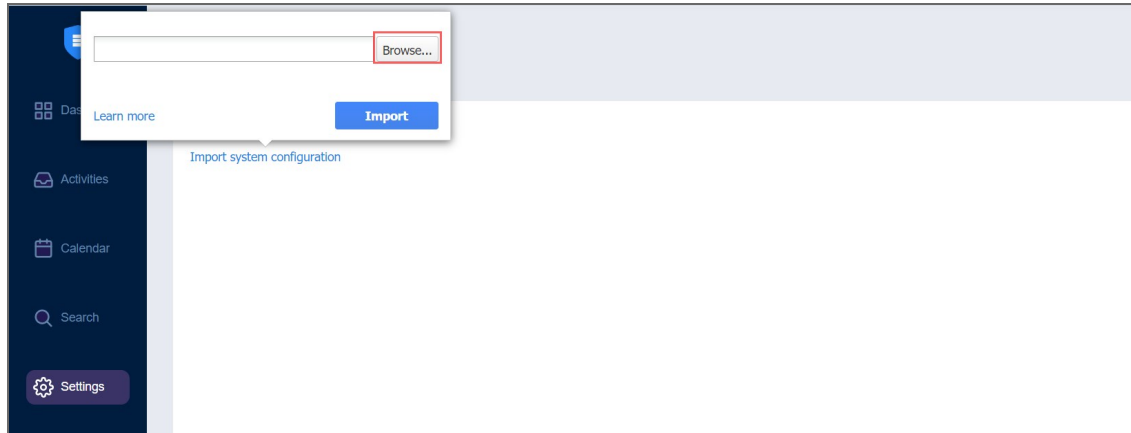 Browse...
Das
Learn more
Import
Import system configuration
Activities
Calendar
Search
Settings